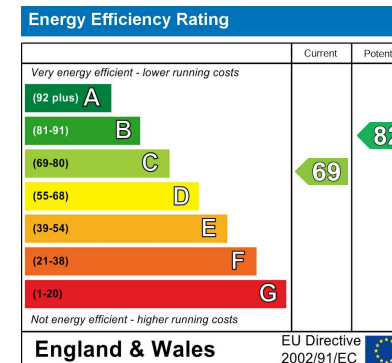 Energy Efficiency Rating
Current Potent
Very energy efficient - lower running costs
(92 plus) A
(81-91) B
82
(69-80) C
69
(55-68) D
(39-54) E
(21-38) F
(1-20) G
Not energy efficient - higher running costs
England & Wales
EU Directive
2002/91/EC